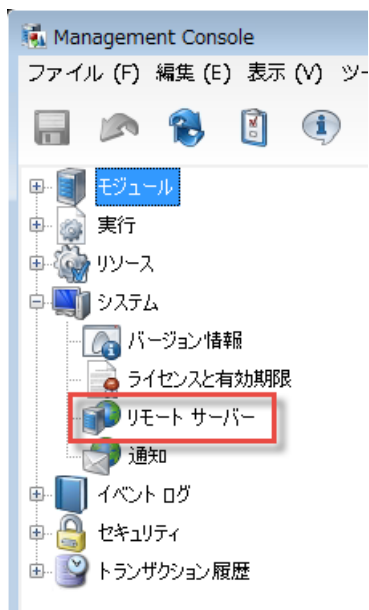 Management Console
ファイル (F) 編集 (E) 表示 (V) ツー
モジュール
実行
リソース
システム
バージョン情報
ライセンスと有効期限
リモート サーバー
通知
イベント ログ
セキュリティ
トランザクション履歴